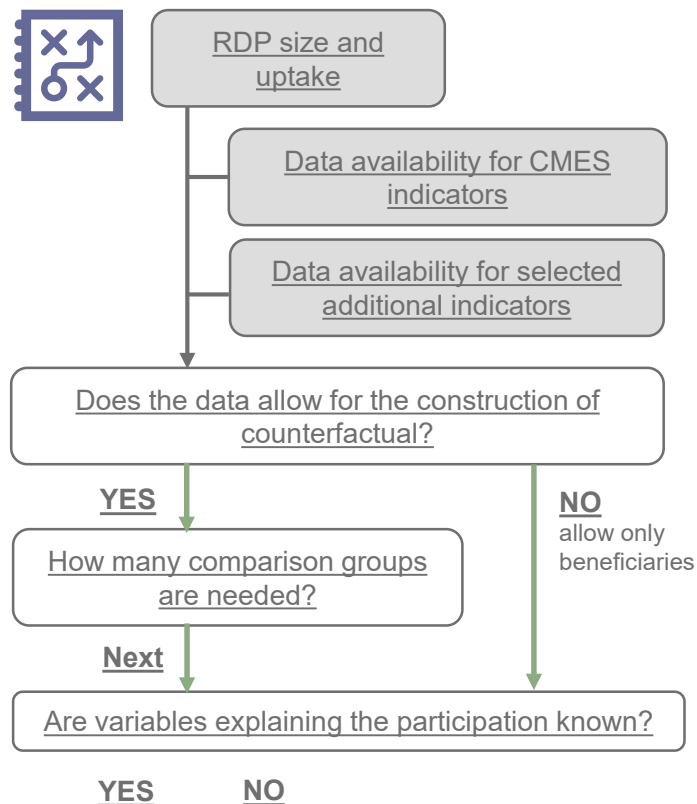 RDP size and
uptake
Data availability for CMES
indicators
Data availability for selected
additional indicators
Does the data allow for the construction of
counterfactual?
YES
NO
allow only
beneficiaries
How many comparison groups
are needed?
Next
Are variables explaining the participation known?
YES
NO